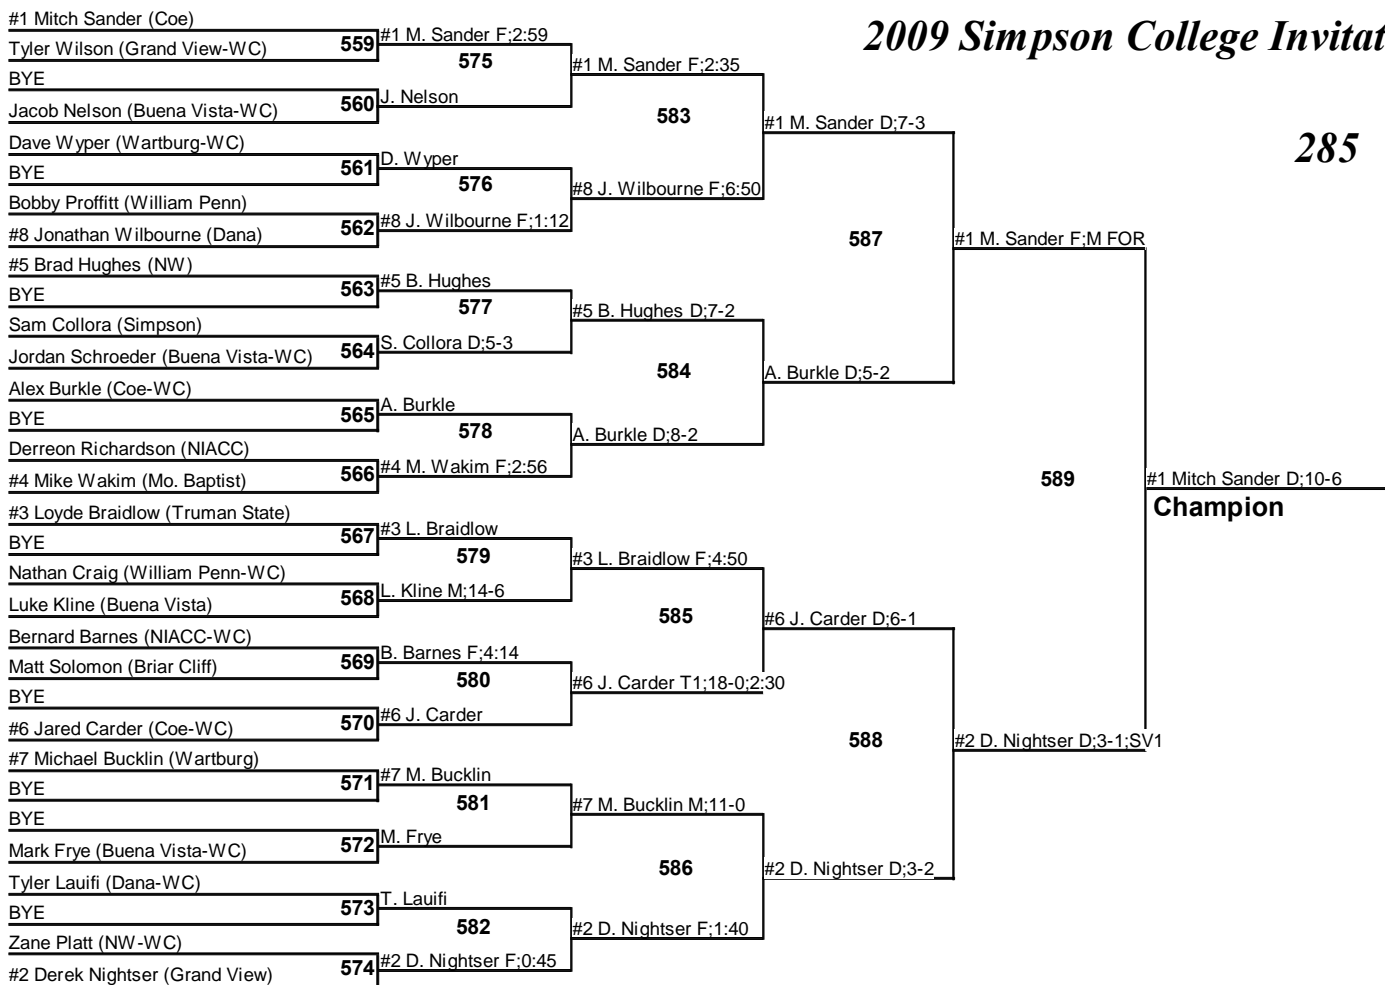 2009 Simpson College Invitat
285
#1 Mitch Sander (Coe)
Tyler Wilson (Grand View-WC)
BYE
Jacob Nelson (Buena Vista-WC)
Dave Wyper (Wartburg-WC)
BYE
Bobby Proffitt (William Penn)
#8 Jonathan Wilbourne (Dana)
#5 Brad Hughes (NW)
BYE
Sam Collora (Simpson)
Jordan Schroeder (Buena Vista-WC)
Alex Burkle (Coe-WC)
BYE
Derreon Richardson (NIACC)
#4 Mike Wakim (Mo. Baptist)
#3 Loyde Braidlow (Truman State)
BYE
Nathan Craig (William Penn-WC)
Luke Kline (Buena Vista)
Bernard Barnes (NIACC-WC)
Matt Solomon (Briar Cliff)
BYE
#6 Jared Carder (Coe-WC)
#7 Michael Bucklin (Wartburg)
BYE
BYE
Mark Frye (Buena Vista-WC)
Tyler Lauifi (Dana-WC)
BYE
Zane Platt (NW-WC)
#2 Derek Nightser (Grand View)
559
560
561
562
563
564
565
566
567
568
569
570
571
572
573
574
#1 M. Sander F;2:59
J. Nelson
D. Wyper
#8 J. Wilbourne F;1:12
#5 B. Hughes
S. Collora D;5-3
A. Burkle
#4 M. Wakim F;2:56
#3 L. Braidlow
L. Kline M;14-6
B. Barnes F;4:14
#6 J. Carder
#7 M. Bucklin
M. Frye
T. Lauifi
#2 D. Nightser F;0:45
575
576
577
578
579
580
581
582
#1 M. Sander F;2:35
#8 J. Wilbourne F;6:50
#5 B. Hughes D;7-2
A. Burkle D;8-2
#3 L. Braidlow F;4:50
#6 J. Carder T1;18-0;2:30
#7 M. Bucklin M;11-0
#2 D. Nightser F;1:40
583
584
585
586
#1 M. Sander D;7-3
A. Burkle D;5-2
#6 J. Carder D;6-1
#2 D. Nightser D;3-2
587
588
#1 M. Sander F;M FOR
#2 D. Nightser D;3-1;SV1
589
#1 Mitch Sander D;10-6
Champion